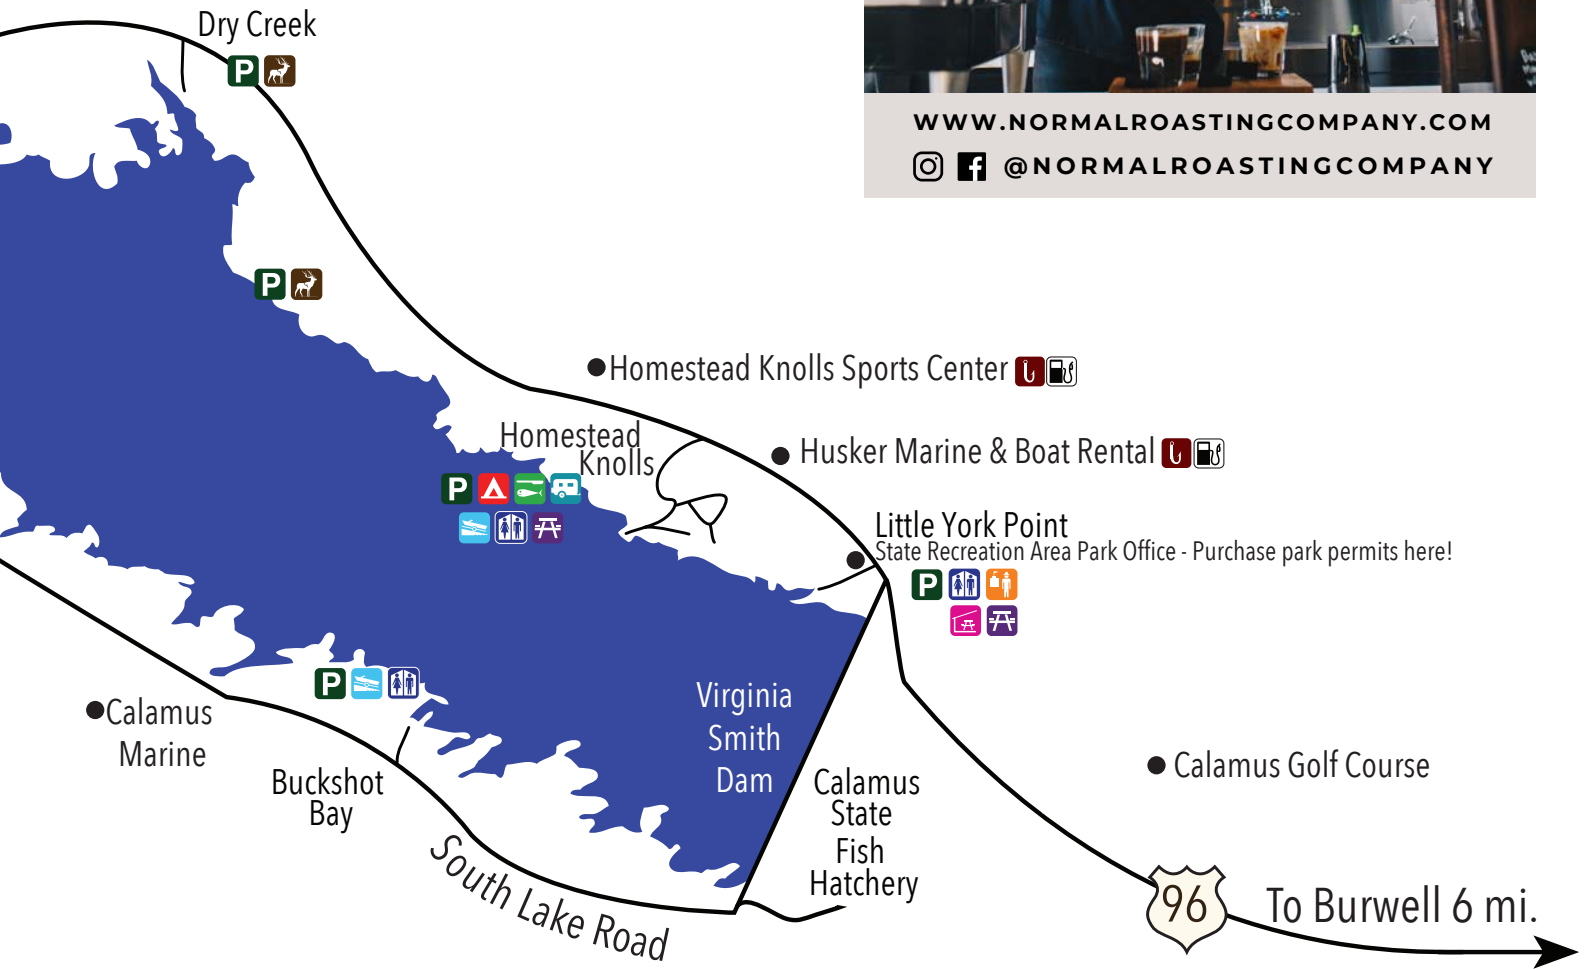 Dry Creek
P
WWW.NORMALROASTINGCOMPANY.COM
@NORMALROASTINGCOMPANY
P
Homestead Knolls Sports Center
Homestead
Knolls
Husker Marine & Boat Rental
P
Little York Point
State Recreation Area Park Office - Purchase park permits here!
P
P
Virginia
Smith
Dam
Calamus
Marine
Buckshot
Bay
Calamus
State
Fish
Hatchery
Calamus Golf Course
South Lake Road
96
To Burwell 6 mi.